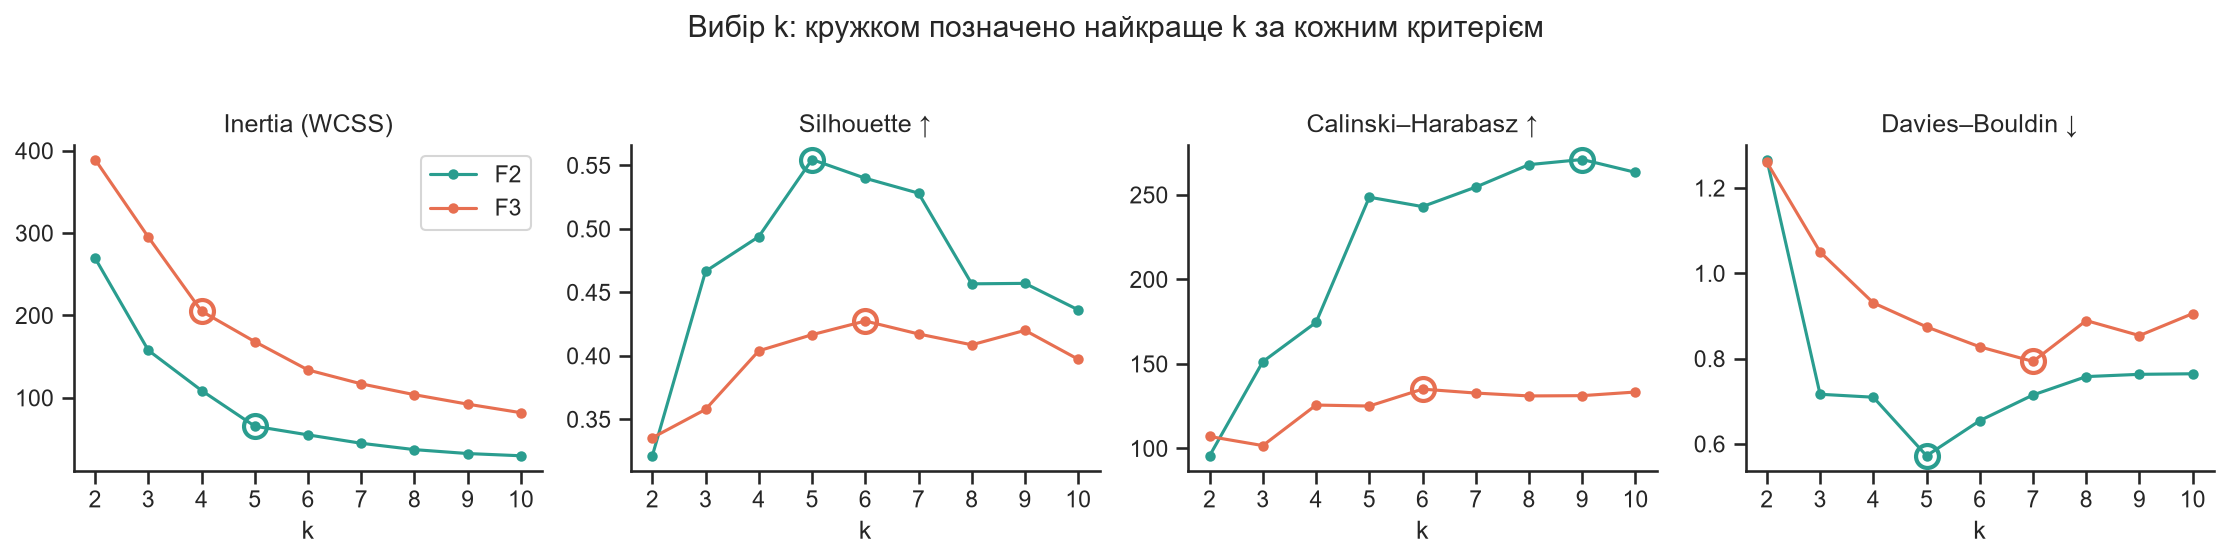 Вибір k: кружком позначено найкраще k за кожним критерієм
Inertia (WCSS)
400
300
200
100
F2
F3
2 3 4 5 6 7 8 9 10
k
Silhouette ↑
0.55
0.50
0.45
0.40
0.35
2 3 4 5 6 7 8 9 10
k
Calinski–Harabasz ↑
250
200
150
100
2 3 4 5 6 7 8 9 10
k
Davies–Bouldin ↓
1.2
1.0
0.8
0.6
2 3 4 5 6 7 8 9 10
k